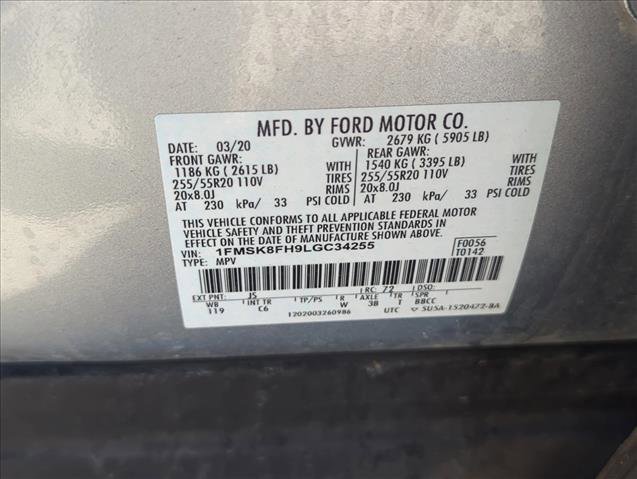 MFD. BY FORD MOTOR CO.
DATE: 03/20 GVWR: 2679 KG ( 5905 LB)
FRONT GAWR: REAR GAWR:
1186 KG ( 2615 LB) WITH 1540 KG ( 3395 LB) WITH
255/55R20 110V TIRES 255/55R20 110V TIRES
20x8.0J RIMS 20x8.0J RIMS
AT 230 kPa/ 33 PSI COLD AT 230 kPa/ 33 PSI COLD
THIS VEHICLE CONFORMS TO ALL APPLICABLE FEDERAL MOTOR
VEHICLE SAFETY AND THEFT PREVENTION STANDARDS IN
EFFECT ON THE DATE OF MANUFACTURE SHOWN ABOVE.
VIN: 1FMSK8FH9LGC34255 F0056
TYPE: MPV T0142
EXT PNT: JS RC: 72 DSO:
WB INT TR TP/PS R AXLE TR SPR
119 C6 W 3B T BBCC
1202003260986 UTC SU5A-1520472-BA